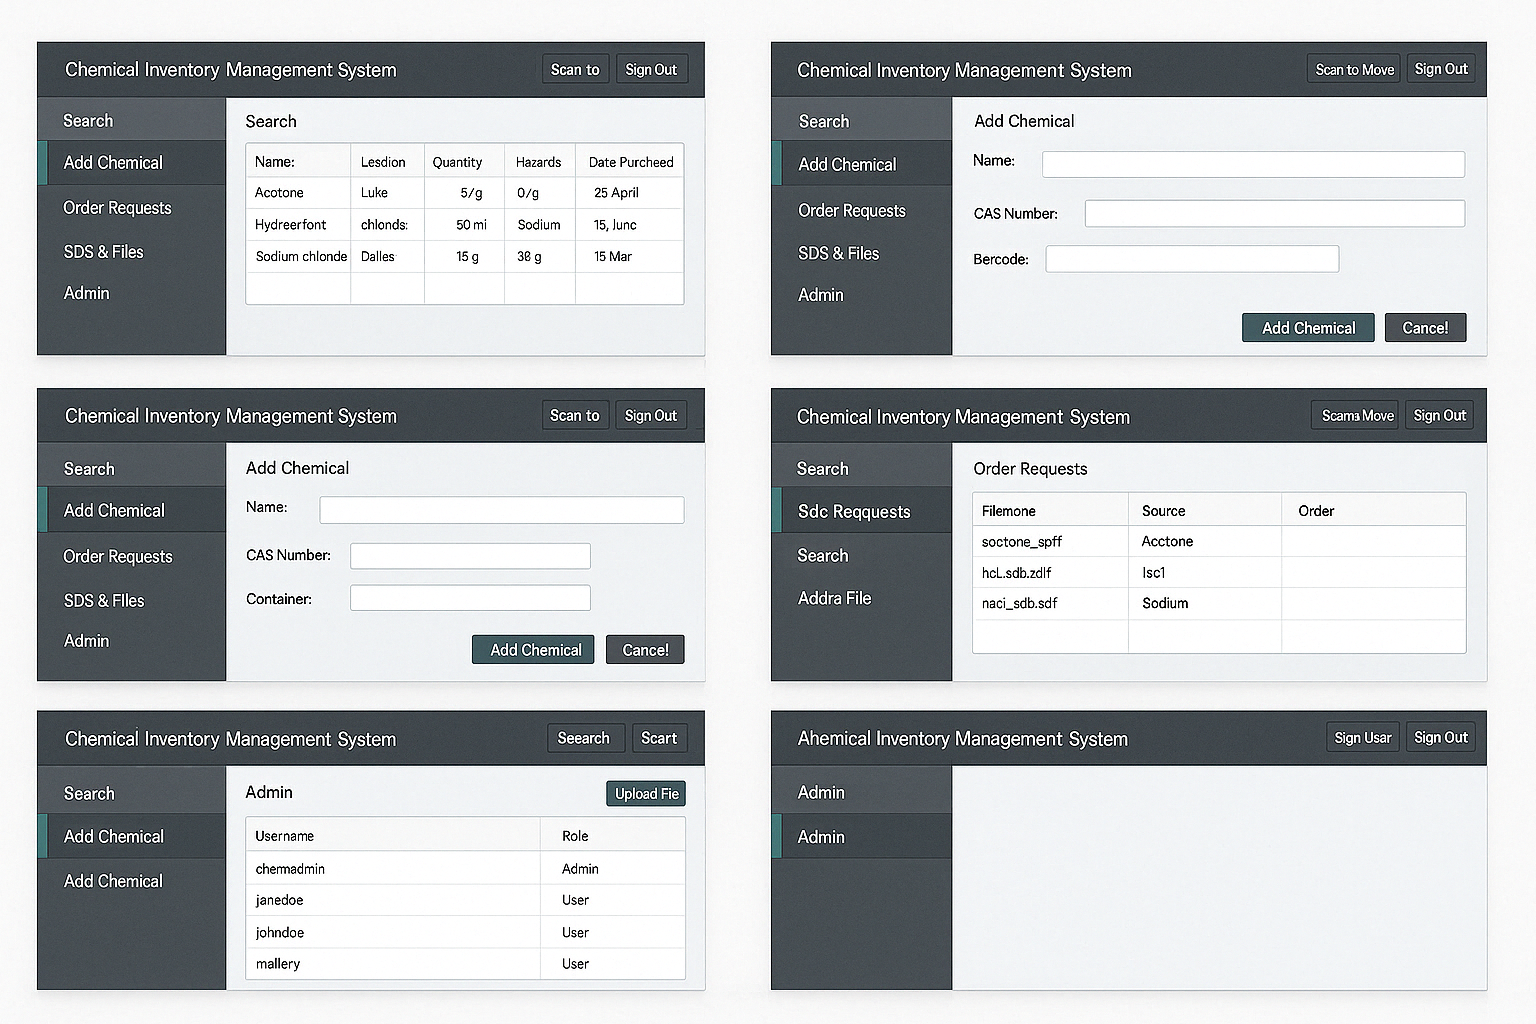 Chemical Inventory Management System Scan to Sign Out
Search
Add Chemical
Order Requests
SDS & Files
Admin
Search
Name: Lesdion Quantity Hazards Date Purcheed
Acotone Luke 5/g 0/g 25 April
Hydreerfont chlonds: 50 mi Sodium 15, Junc
Sodium chlonde Dalles 15 g 38 g 15 Mar
Chemical Inventory Management System Scan to Move Sign Out
Search
Add Chemical
Order Requests
SDS & Files
Admin
Add Chemical
Name:
CAS Number:
Bercode:
Add Chemical Cance!
Chemical Inventory Management System Scan to Sign Out
Search
Add Chemical
Order Requests
SDS & FIles
Admin
Add Chemical
Name:
CAS Number:
Container:
Add Chemical Cance!
Chemical Inventory Management System Scama Move Sign Out
Search
Sdc Reqquests
Search
Addra File
Order Requests
Filemone Source Order
soctone_spff Acctone
hcL.sdb.zdlf Isc1
naci_sdb.sdf Sodium
Chemical Inventory Management System Seearch Scart
Search
Add Chemical
Add Chemical
Admin Upload Fie
Username Role
chemadmin Admin
janedoe User
johndoe User
mallery User
Ahemical Inventory Management System Sign Usar Sign Out
Admin
Admin